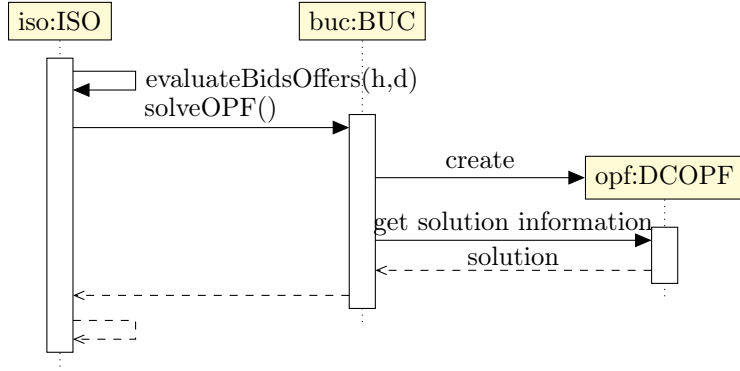 iso:ISO
buc:BUC
evaluateBidsOffers(h,d)
solveOPF()
create
opf:DCOPF
get solution information
solution